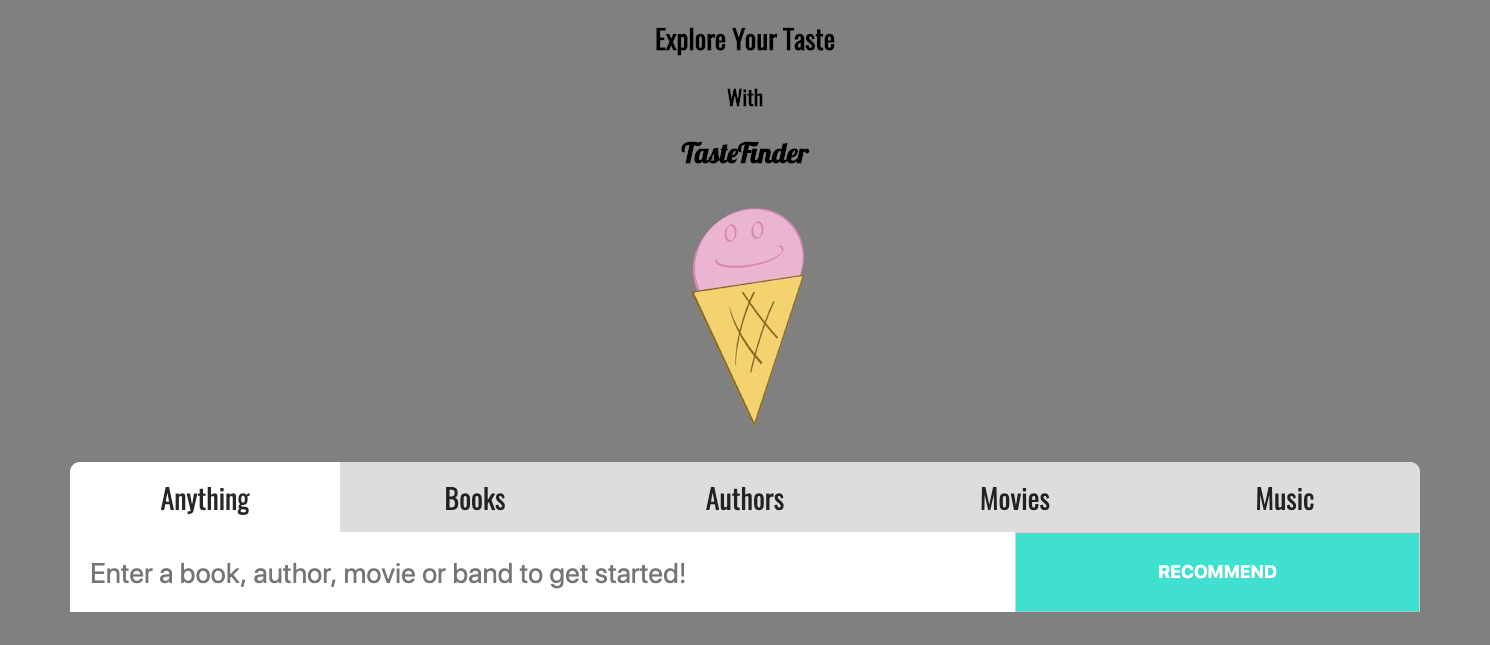 Explore Your Taste
With
TasteFinder
Anything Books Authors Movies Music
Enter a book, author, movie or band to get started! RECOMMEND